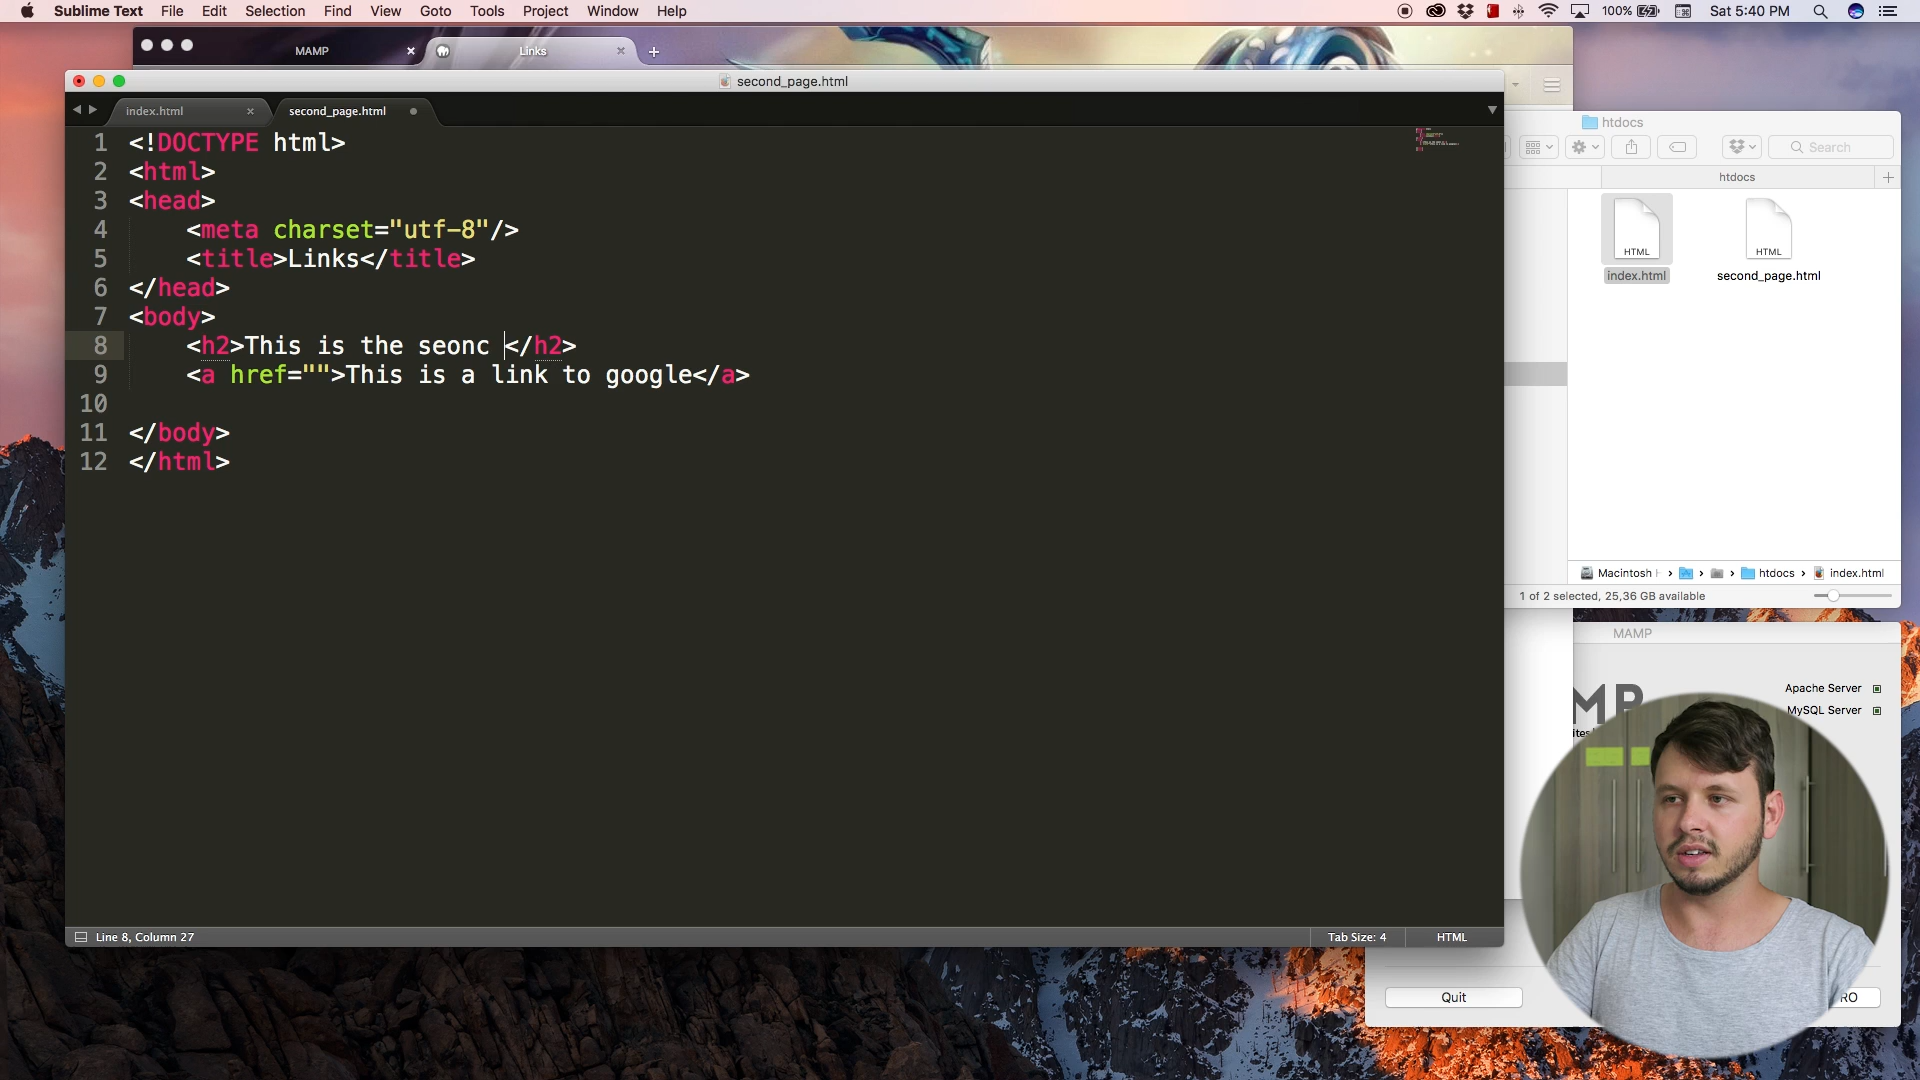 Sublime Text File Edit Selection Find View Goto Tools Project Window Help 100% Sat 5:40 PM
MAMP × Links × +
second_page.html
index.html × second_page.html
1 <!DOCTYPE html>
2 <html>
3 <head>
4 <meta charset="utf-8"/>
5 <title>Links</title>
6 </head>
7 <body>
8 <h2>This is the seonc </h2>
9 <a href="">This is a link to google</a>
10
11 </body>
12 </html>
Line 8, Column 27 Tab Size: 4 HTML
htdocs
Search
htdocs +
HTML HTML
index.html second_page.html
Macintosh › › › htdocs › index.html
1 of 2 selected, 25,36 GB available
MAMP
Apache Server
MySQL Server
Quit